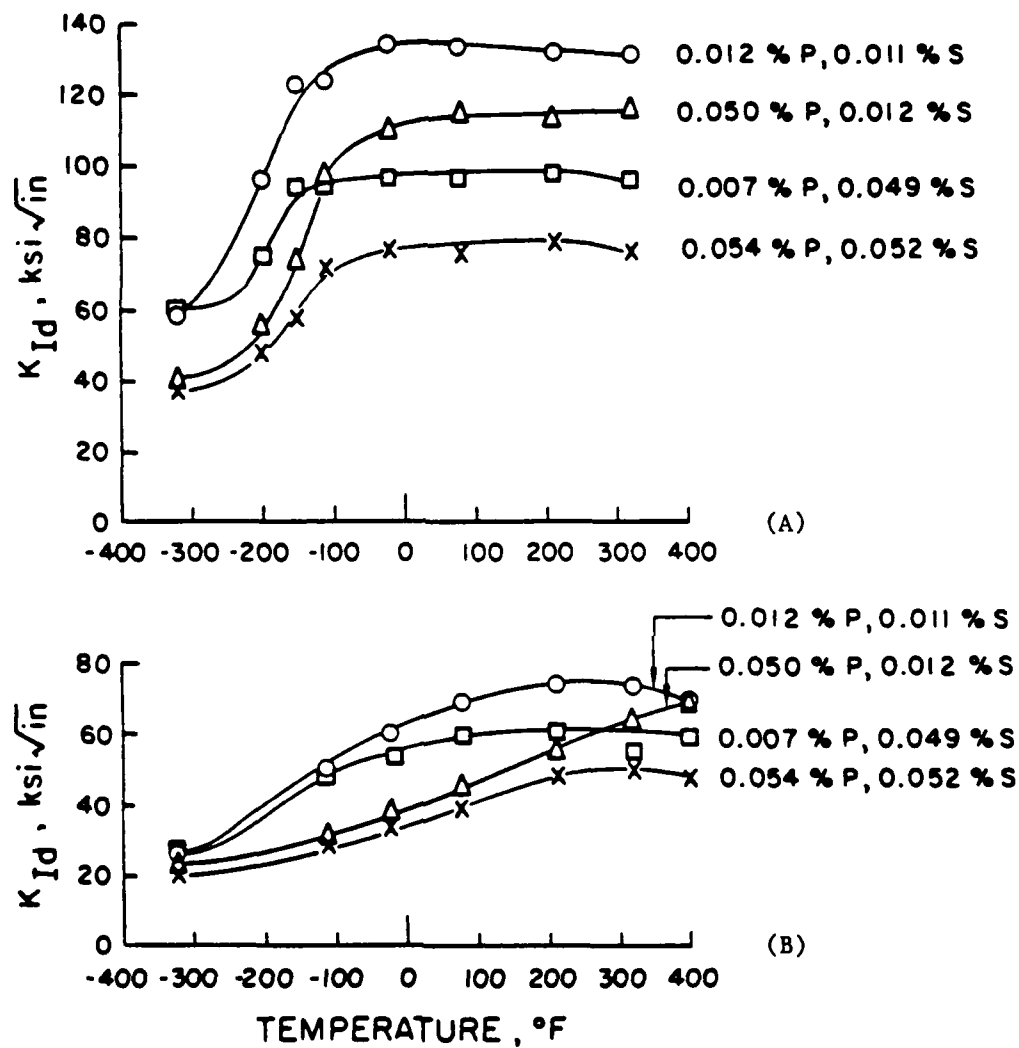 140
120
100
80
60
40
20
0
K Id , ksi √in
0.012 % P, 0.011 % S
0.050 % P, 0.012 % S
0.007 % P, 0.049 % S
0.054 % P, 0.052 % S
-400 -300 -200 -100 0 100 200 300 400
(A)
80
60
40
20
0
K Id , ksi √in
0.012 % P, 0.011 % S
0.050 % P, 0.012 % S
0.007 % P, 0.049 % S
0.054 % P, 0.052 % S
-400 -300 -200 -100 0 100 200 300 400
(B)
TEMPERATURE , °F